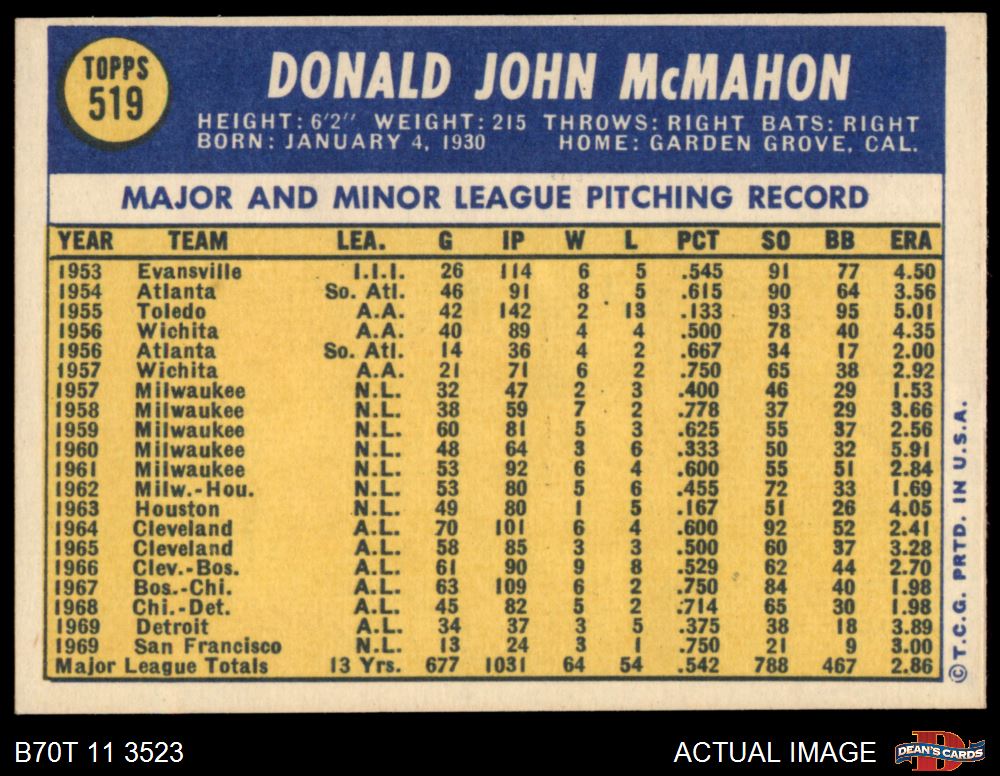 TOPPS
519
DONALD JOHN McMAHON
HEIGHT: 6'2" WEIGHT: 215 THROWS: RIGHT BATS: RIGHT
BORN: JANUARY 4, 1930 HOME: GARDEN GROVE, CAL.
MAJOR AND MINOR LEAGUE PITCHING RECORD
YEAR TEAM LEA. G IP W L PCT SO BB ERA
1953 Evansville I.I.I. 26 114 6 5 .545 91 77 4.50
1954 Atlanta So. Atl. 46 91 8 5 .615 90 64 3.56
1955 Toledo A.A. 42 142 2 13 .133 93 95 5.01
1956 Wichita A.A. 40 89 4 4 .500 78 40 4.35
1956 Atlanta So. Atl. 14 36 4 2 .667 34 17 2.00
1957 Wichita A.A. 21 71 6 2 .750 65 38 2.92
1957 Milwaukee N.L. 32 47 2 3 .400 46 29 1.53
1958 Milwaukee N.L. 38 59 7 2 .778 37 29 3.66
1959 Milwaukee N.L. 60 81 5 3 .625 55 37 2.56
1960 Milwaukee N.L. 48 64 3 6 .333 50 32 5.91
1961 Milwaukee N.L. 53 92 6 4 .600 55 51 2.84
1962 Milw.-Hou. N.L. 53 80 5 6 .455 72 33 1.69
1963 Houston N.L. 49 80 1 5 .167 51 26 4.05
1964 Cleveland A.L. 70 101 6 4 .600 92 52 2.41
1965 Cleveland A.L. 58 85 3 3 .500 60 37 3.28
1966 Clev.-Bos. A.L. 61 90 9 8 .529 62 44 2.70
1967 Bos.-Chi. A.L. 63 109 6 2 .750 84 40 1.98
1968 Chi.-Det. A.L. 45 82 5 2 .714 65 30 1.98
1969 Detroit A.L. 34 37 3 5 .375 38 18 3.89
1969 San Francisco N.L. 13 24 3 1 .750 21 9 3.00
Major League Totals 13 Yrs. 677 1031 64 54 .542 788 467 2.86
© T.C.G. PRTD. IN U.S.A.
B70T 11 3523 ACTUAL IMAGE
D
DEAN'S CARDS